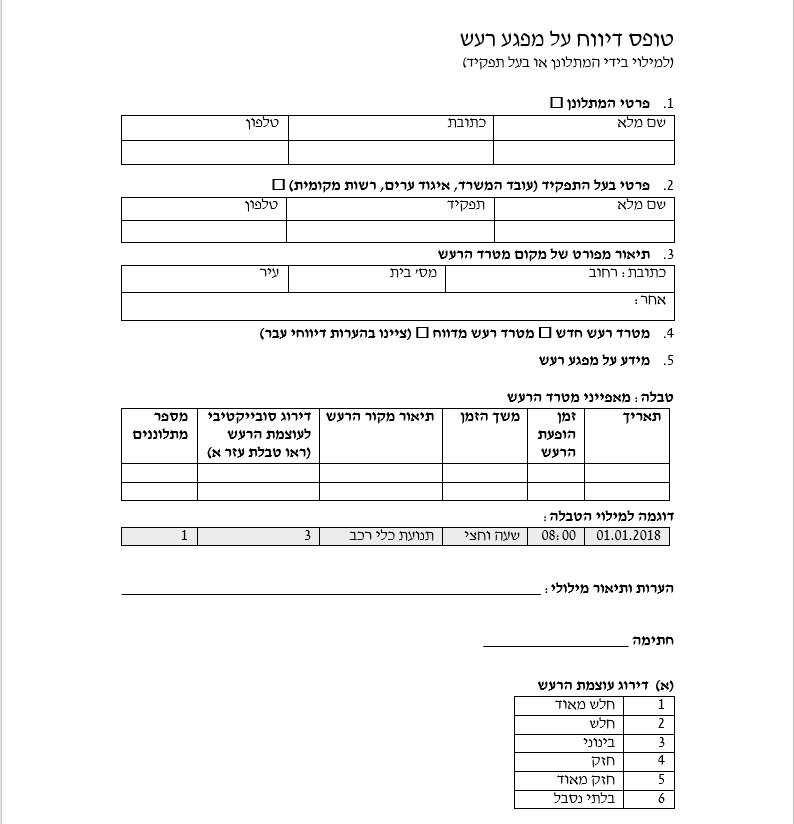 טופס דיווח על מפגע רעש
(למילוי בידי המתלונן או בעל תפקיד)
1. פרטי המתלונן ☐
שם מלא כתובת טלפון
2. פרטי בעל התפקיד (עובד המשרד, איגוד ערים, רשות מקומית) ☐
שם מלא תפקיד טלפון
3. תיאור מפורט של מקום מטרד הרעש
כתובת: רחוב מס' בית עיר
אחר:
4. מטרד רעש חדש ☐ מטרד רעש מדווח ☐ (ציינו בהערות דיווחי עבר)
5. מידע על מפגע רעש
טבלה: מאפייני מטרד הרעש
תאריך זמן משך הזמן תיאור מקור הרעש דירוג סובייקטיבי מספר
הופעת לעוצמת הרעש מתלוננים
הרעש (ראו טבלת עזר א)
דוגמה למילוי הטבלה:
01.01.2018 08:00 שעה וחצי תנועת כלי רכב 3 1
הערות ותיאור מילולי: ____________________
חתימה ____________________
(א) דירוג עוצמת הרעש
1 חלש מאוד
2 חלש
3 בינוני
4 חזק
5 חזק מאוד
6 בלתי נסבל